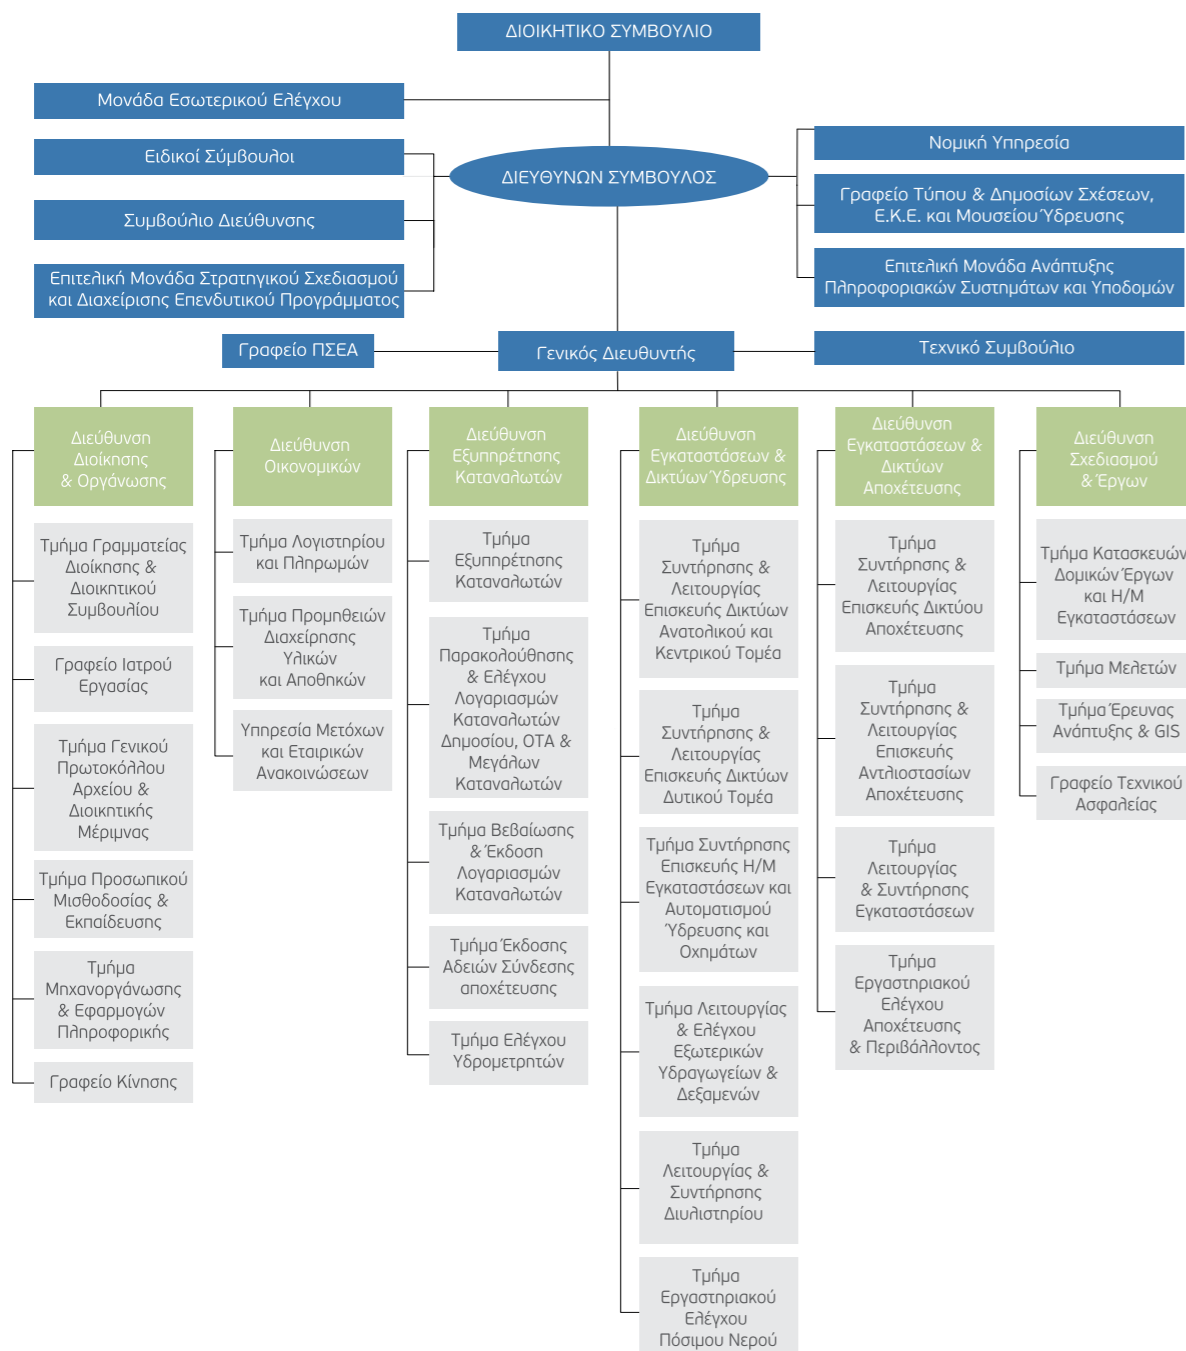 ΔΙΟΙΚΗΤΙΚΟ ΣΥΜΒΟΥΛΙΟ
Μονάδα Εσωτερικού Ελέγχου
Ειδικοί Σύμβουλοι
Συμβούλιο Διεύθυνσης
Επιτελική Μονάδα Στρατηγικού Σχεδιασμού
και Διαχείρισης Επενδυτικού Προγράμματος
ΔΙΕΥΘΥΝΩΝ ΣΥΜΒΟΥΛΟΣ
Νομική Υπηρεσία
Γραφείο Τύπου & Δημοσίων Σχέσεων,
Ε.Κ.Ε. και Μουσείου Ύδρευσης
Επιτελική Μονάδα Ανάπτυξης
Πληροφοριακών Συστημάτων και Υποδομών
Γραφείο ΠΣΕΑ
Γενικός Διευθυντής
Τεχνικό Συμβούλιο
Διεύθυνση
Διοίκησης
& Οργάνωσης
Τμήμα Γραμματείας
Διοίκησης &
Διοικητικού
Συμβουλίου
Γραφείο Ιατρού
Εργασίας
Τμήμα Γενικού
Πρωτοκόλλου
Αρχείου &
Διοικητικής
Μέριμνας
Τμήμα Προσωπικού
Μισθοδοσίας &
Εκπαίδευσης
Τμήμα
Μηχανοργάνωσης
& Εφαρμογών
Πληροφορικής
Γραφείο Κίνησης
Διεύθυνση
Οικονομικών
Τμήμα Λογιστηρίου
και Πληρωμών
Τμήμα Προμηθειών
Διαχείρησης
Υλικών
και Αποθηκών
Υπηρεσία Μετόχων
και Εταιρικών
Ανακοινώσεων
Διεύθυνση
Εξυπηρέτησης
Καταναλωτών
Τμήμα
Εξυπηρέτησης
Καταναλωτών
Τμήμα
Παρακολούθησης
& Ελέγχου
Λογαριασμών
Καταναλωτών
Δημοσίου, ΟΤΑ &
Μεγάλων
Καταναλωτών
Τμήμα Βεβαίωσης
& Έκδοση
Λογαριασμών
Καταναλωτών
Τμήμα Έκδοσης
Αδειών Σύνδεσης
αποχέτευσης
Τμήμα Ελέγχου
Υδρομετρητών
Διεύθυνση
Εγκαταστάσεων &
Δικτύων Ύδρευσης
Τμήμα
Συντήρησης &
Λειτουργίας
Επισκευής Δικτύων
Ανατολικού και
Κεντρικού Τομέα
Τμήμα
Συντήρησης &
Λειτουργίας
Επισκευής Δικτύων
Δυτικού Τομέα
Τμήμα Συντήρησης
Επισκευής Η/Μ
Εγκαταστάσεων και
Αυτοματισμού
Ύδρευσης και
Οχημάτων
Τμήμα Λειτουργίας
& Ελέγχου
Εξωτερικών
Υδραγωγείων &
Δεξαμενών
Τμήμα
Λειτουργίας &
Συντήρησης
Διυλιστηρίου
Τμήμα
Εργαστηριακού
Ελέγχου
Πόσιμου Νερού
Διεύθυνση
Εγκαταστάσεων &
Δικτύων
Αποχέτευσης
Τμήμα
Συντήρησης &
Λειτουργίας
Επισκευής Δικτύου
Αποχέτευσης
Τμήμα
Συντήρησης &
Λειτουργίας
Επισκευής
Αντλιοστασίων
Αποχέτευσης
Τμήμα
Λειτουργίας
& Συντήρησης
Εγκαταστάσεων
Τμήμα
Εργαστηριακού
Ελέγχου
Αποχέτευσης
& Περιβάλλοντος
Διεύθυνση
Σχεδιασμού
& Έργων
Τμήμα Κατασκευών
Δομικών Έργων
και Η/Μ
Εγκαταστάσεων
Τμήμα Μελετών
Τμήμα Έρευνας
Ανάπτυξης & GIS
Γραφείο Τεχνικού
Ασφαλείας